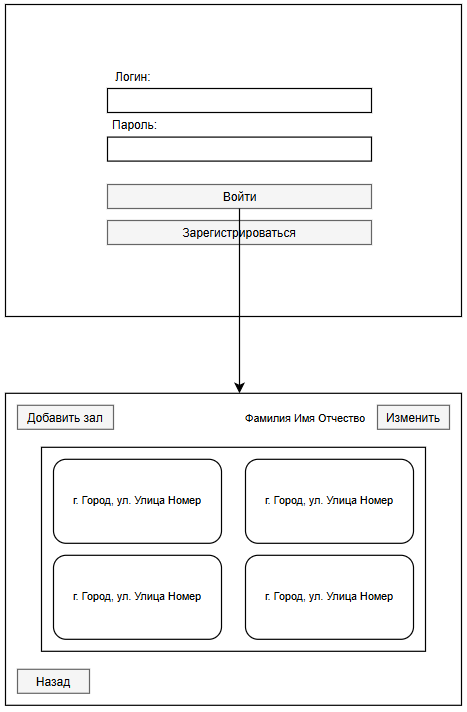 Логин:
Пароль:
Войти
Зарегистрироваться
Добавить зал
Фамилия Имя Отчество
Изменить
г. Город, ул. Улица Номер
г. Город, ул. Улица Номер
г. Город, ул. Улица Номер
г. Город, ул. Улица Номер
Назад